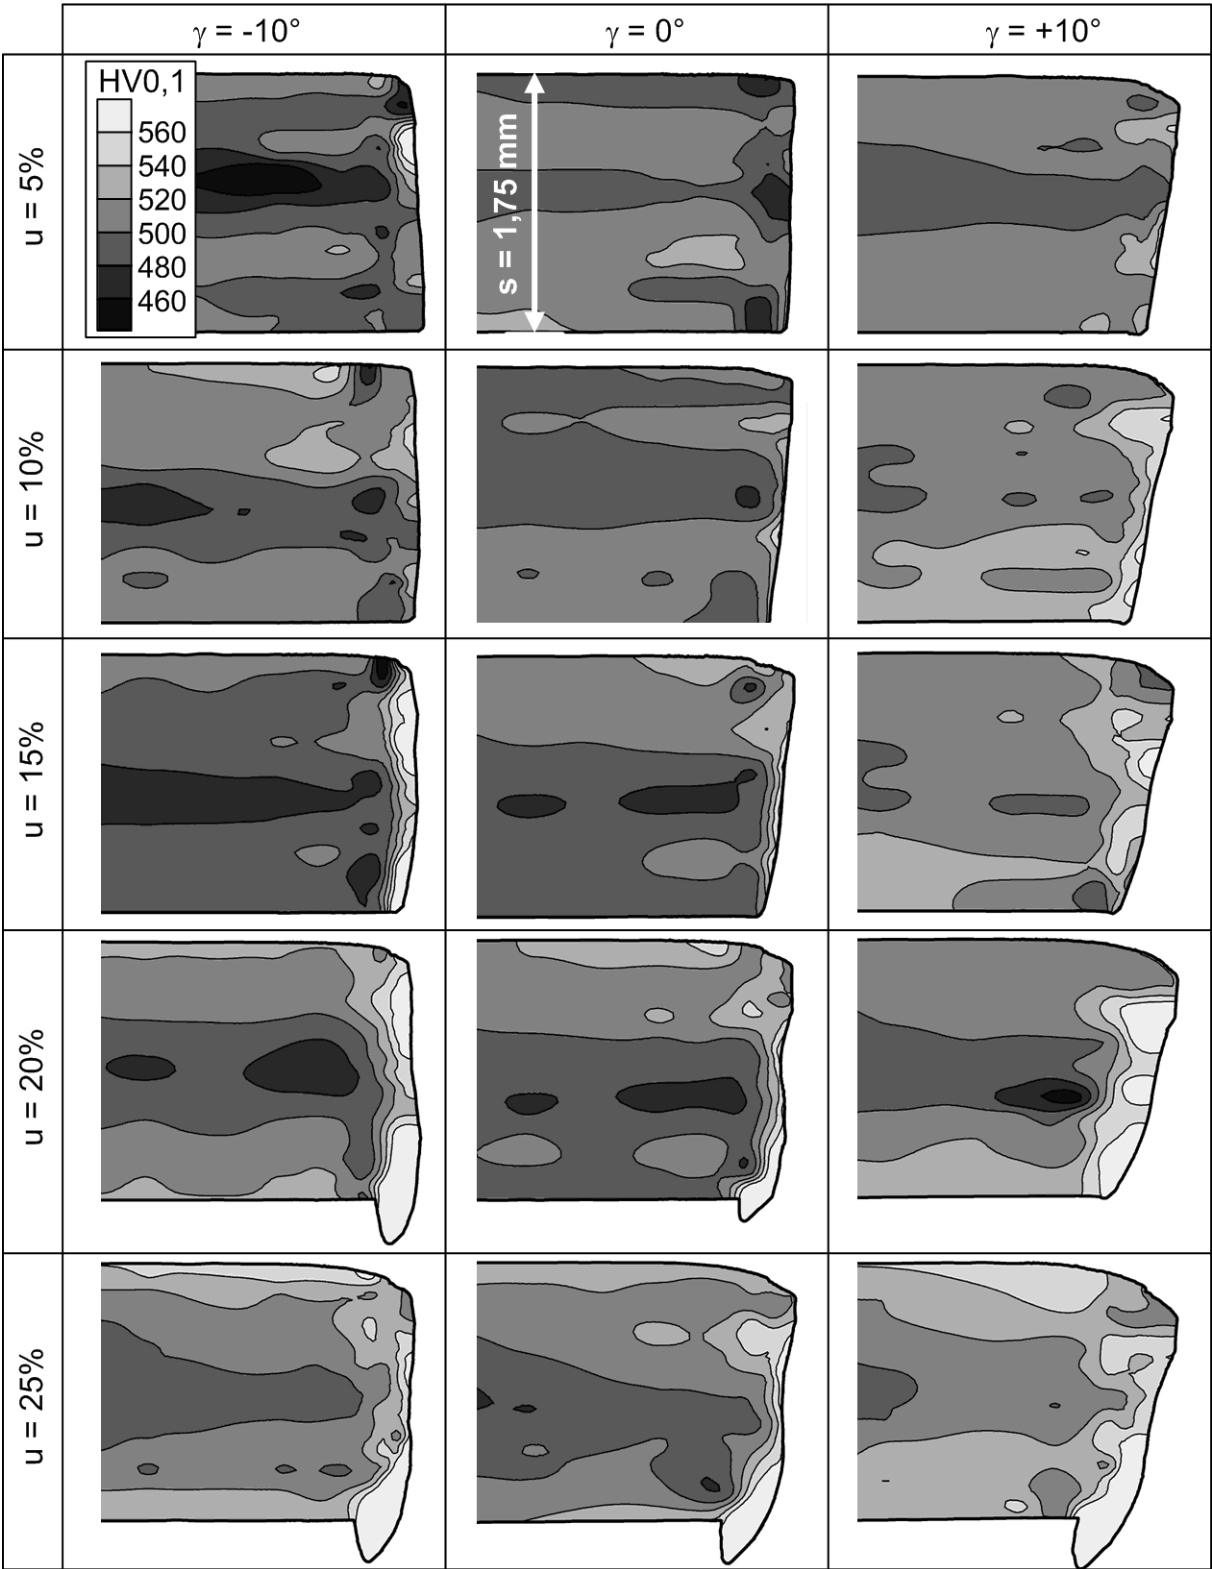 γ = -10°
γ = 0°
γ = +10°
u = 5%
HV0,1
560
540
520
500
480
460
s = 1,75 mm
u = 10%
u = 15%
u = 20%
u = 25%